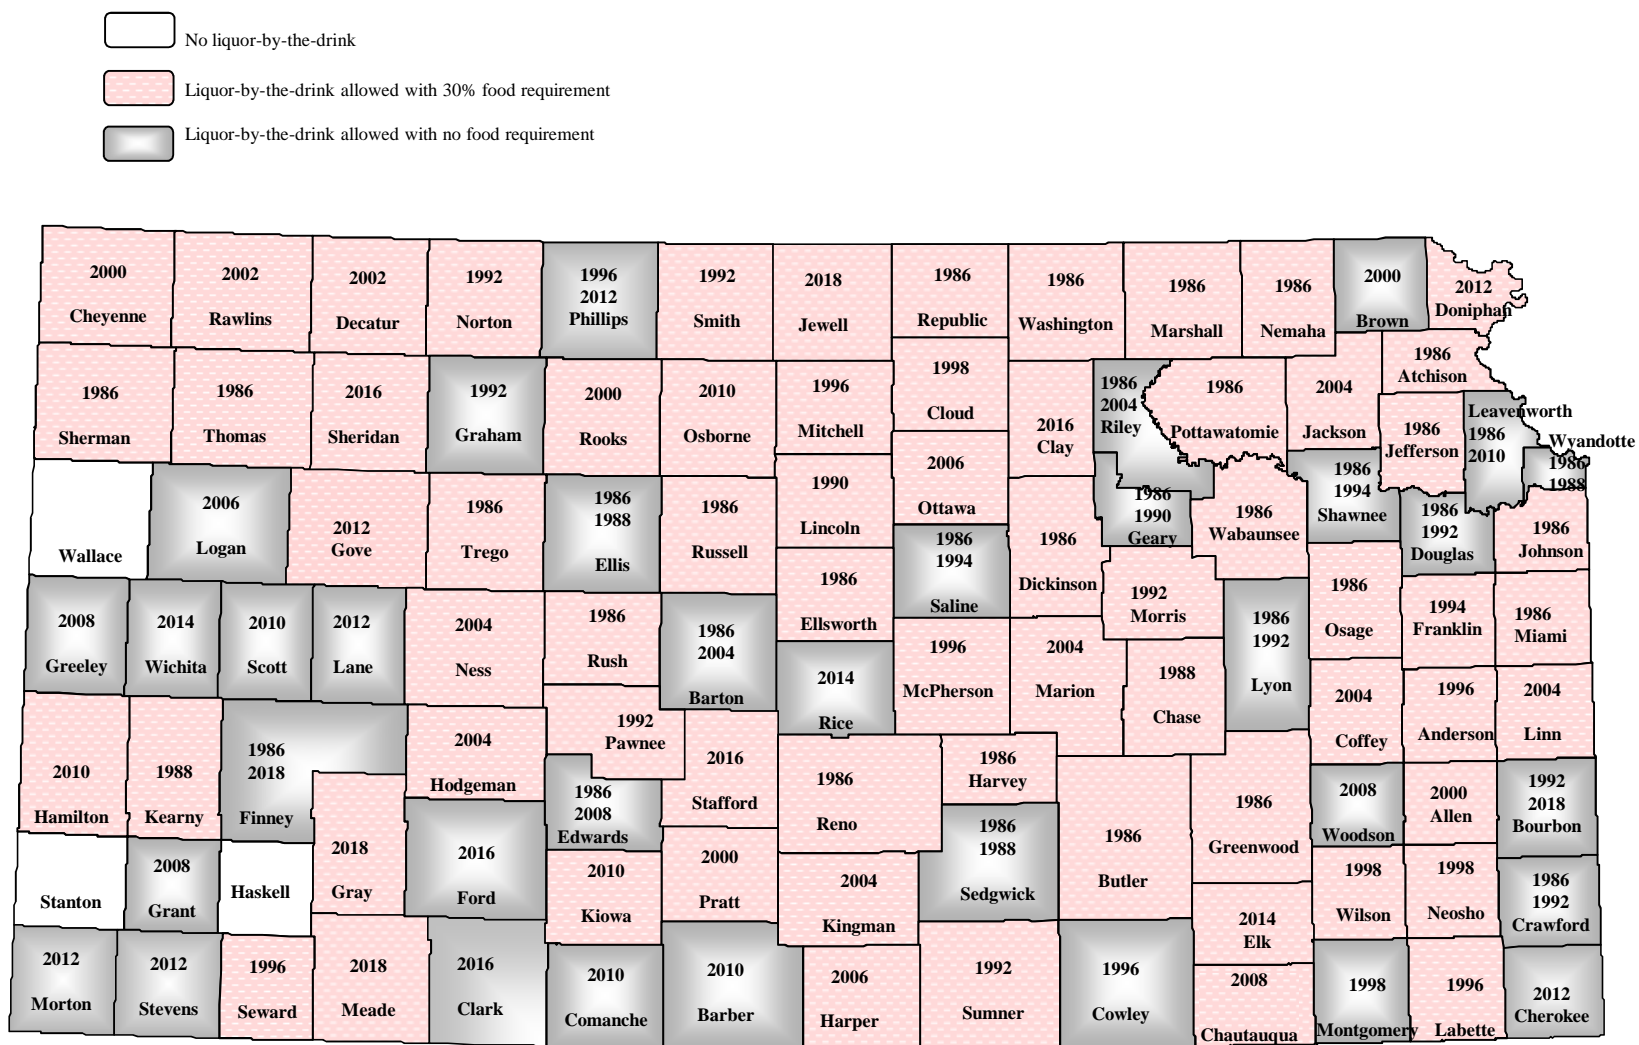 No liquor-by-the-drink
Liquor-by-the-drink allowed with 30% food requirement
Liquor-by-the-drink allowed with no food requirement
2000
Cheyenne
2002
Rawlins
2002
Decatur
1992
Norton
1996
2012
Phillips
1992
Smith
2018
Jewell
1986
Republic
1986
Washington
1986
Marshall
1986
Nemaha
2000
Brown
2012
Doniphan
1986
Sherman
1986
Thomas
2016
Sheridan
1992
Graham
2000
Rooks
2010
Osborne
1996
Mitchell
1998
Cloud
2016
Clay
1986
2004
Riley
1986
Pottawatomie
2004
Jackson
1986
Atchison
1986
Jefferson
Leavenworth
1986
2010
Wyandotte
1986
1988
Wallace
2006
Logan
2012
Gove
1986
Trego
1986
1988
Ellis
1986
Russell
1990
Lincoln
2006
Ottawa
1986
1994
Saline
1986
Dickinson
1986
1990
Geary
1986
Wabaunsee
1986
1994
Shawnee
1986
1992
Douglas
1986
Johnson
1986
Ellsworth
2008
Greeley
2014
Wichita
2010
Scott
2012
Lane
2004
Ness
1986
Rush
1986
2004
Barton
2014
Rice
1996
McPherson
2004
Marion
1992
Morris
1988
Chase
1986
1992
Lyon
1986
Osage
1994
Franklin
1986
Miami
2010
Hamilton
1988
Kearny
1986
2018
Finney
2004
Hodgeman
1992
Pawnee
2016
Stafford
1986
Reno
1986
Harvey
2004
Coffey
1996
Anderson
2004
Linn
1986
2008
Edwards
1986
1988
Sedgwick
1986
Butler
1986
Greenwood
2008
Woodson
2000
Allen
1992
2018
Bourbon
Stanton
2008
Grant
Haskell
2018
Gray
2016
Ford
2010
Kiowa
2000
Pratt
2004
Kingman
2014
Elk
1998
Wilson
1998
Neosho
1986
1992
Crawford
2012
Morton
2012
Stevens
1996
Seward
2018
Meade
2016
Clark
2010
Comanche
2010
Barber
2006
Harper
1992
Sumner
1996
Cowley
2008
Chautauqua
1998
Montgomery
1996
Labette
2012
Cherokee